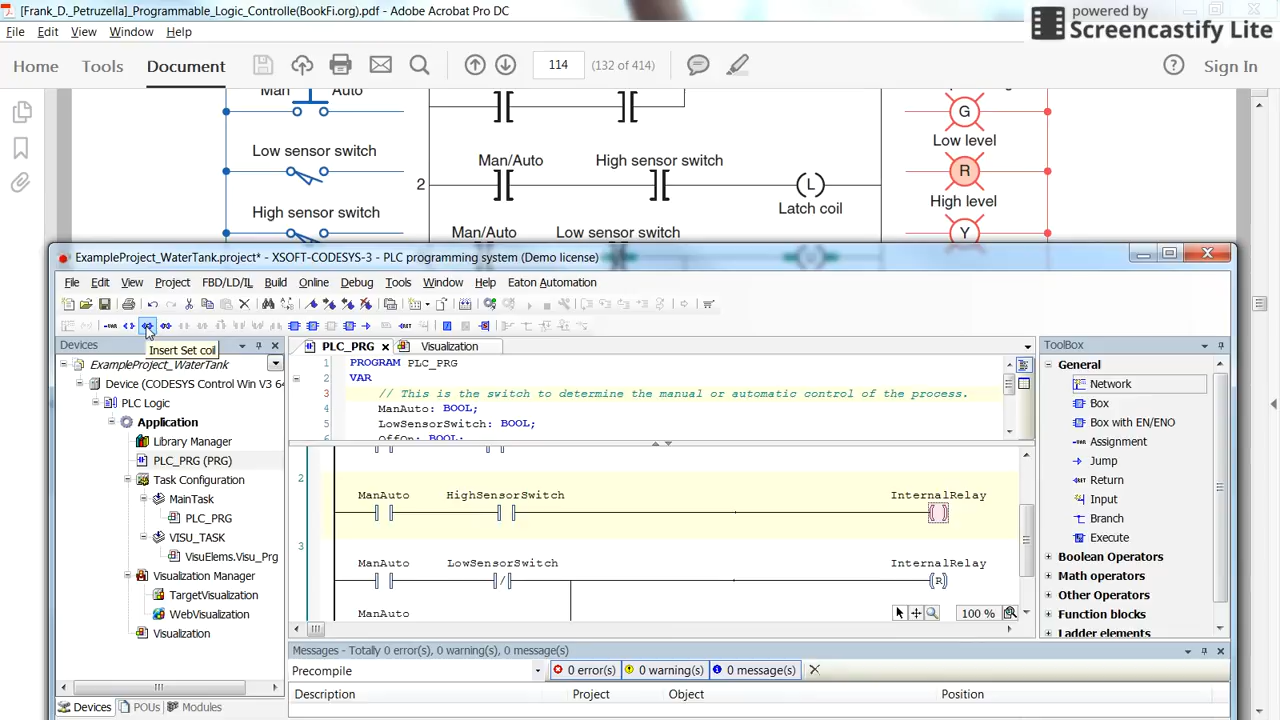 [Frank_D._Petruzella]_Programmable_Logic_Controlle(BookFi.org).pdf - Adobe Acrobat Pro DC
powered by
Screencastify Lite
File Edit View Window Help
Home Tools Document 114 (132 of 414) Sign In
Man Auto
G
Low level
Low sensor switch
Man/Auto High sensor switch
R
2
L
High level
Latch coil
High sensor switch
Man/Auto Low sensor switch
Y
ExampleProject_WaterTank.project* - XSOFT-CODESYS-3 - PLC programming system (Demo license)
File Edit View Project FBD/LD/IL Build Online Debug Tools Window Help Eaton Automation
Insert Set coil
Devices
ExampleProject_WaterTank
Device (CODESYS Control Win V3 64
PLC Logic
Application
Library Manager
PLC_PRG (PRG)
Task Configuration
MainTask
PLC_PRG
VISU_TASK
VisuElems.Visu_Prg
Visualization Manager
TargetVisualization
WebVisualization
Visualization
Devices POUs Modules
PLC_PRG Visualization
1 PROGRAM PLC_PRG
2 VAR
3 // This is the switch to determine the manual or automatic control of the process.
4 ManAuto: BOOL;
5 LowSensorSwitch: BOOL;
6 OffOn: BOOL;
2
ManAuto HighSensorSwitch InternalRelay
3
ManAuto LowSensorSwitch InternalRelay
/ R
ManAuto
100 %
ToolBox
General
Network
Box
Box with EN/ENO
Assignment
Jump
Return
Input
Branch
Execute
Boolean Operators
Math operators
Other Operators
Function blocks
Ladder elements
Messages - Totally 0 error(s), 0 warning(s), 0 message(s)
Precompile 0 error(s) 0 warning(s) 0 message(s)
Description Project Object Position